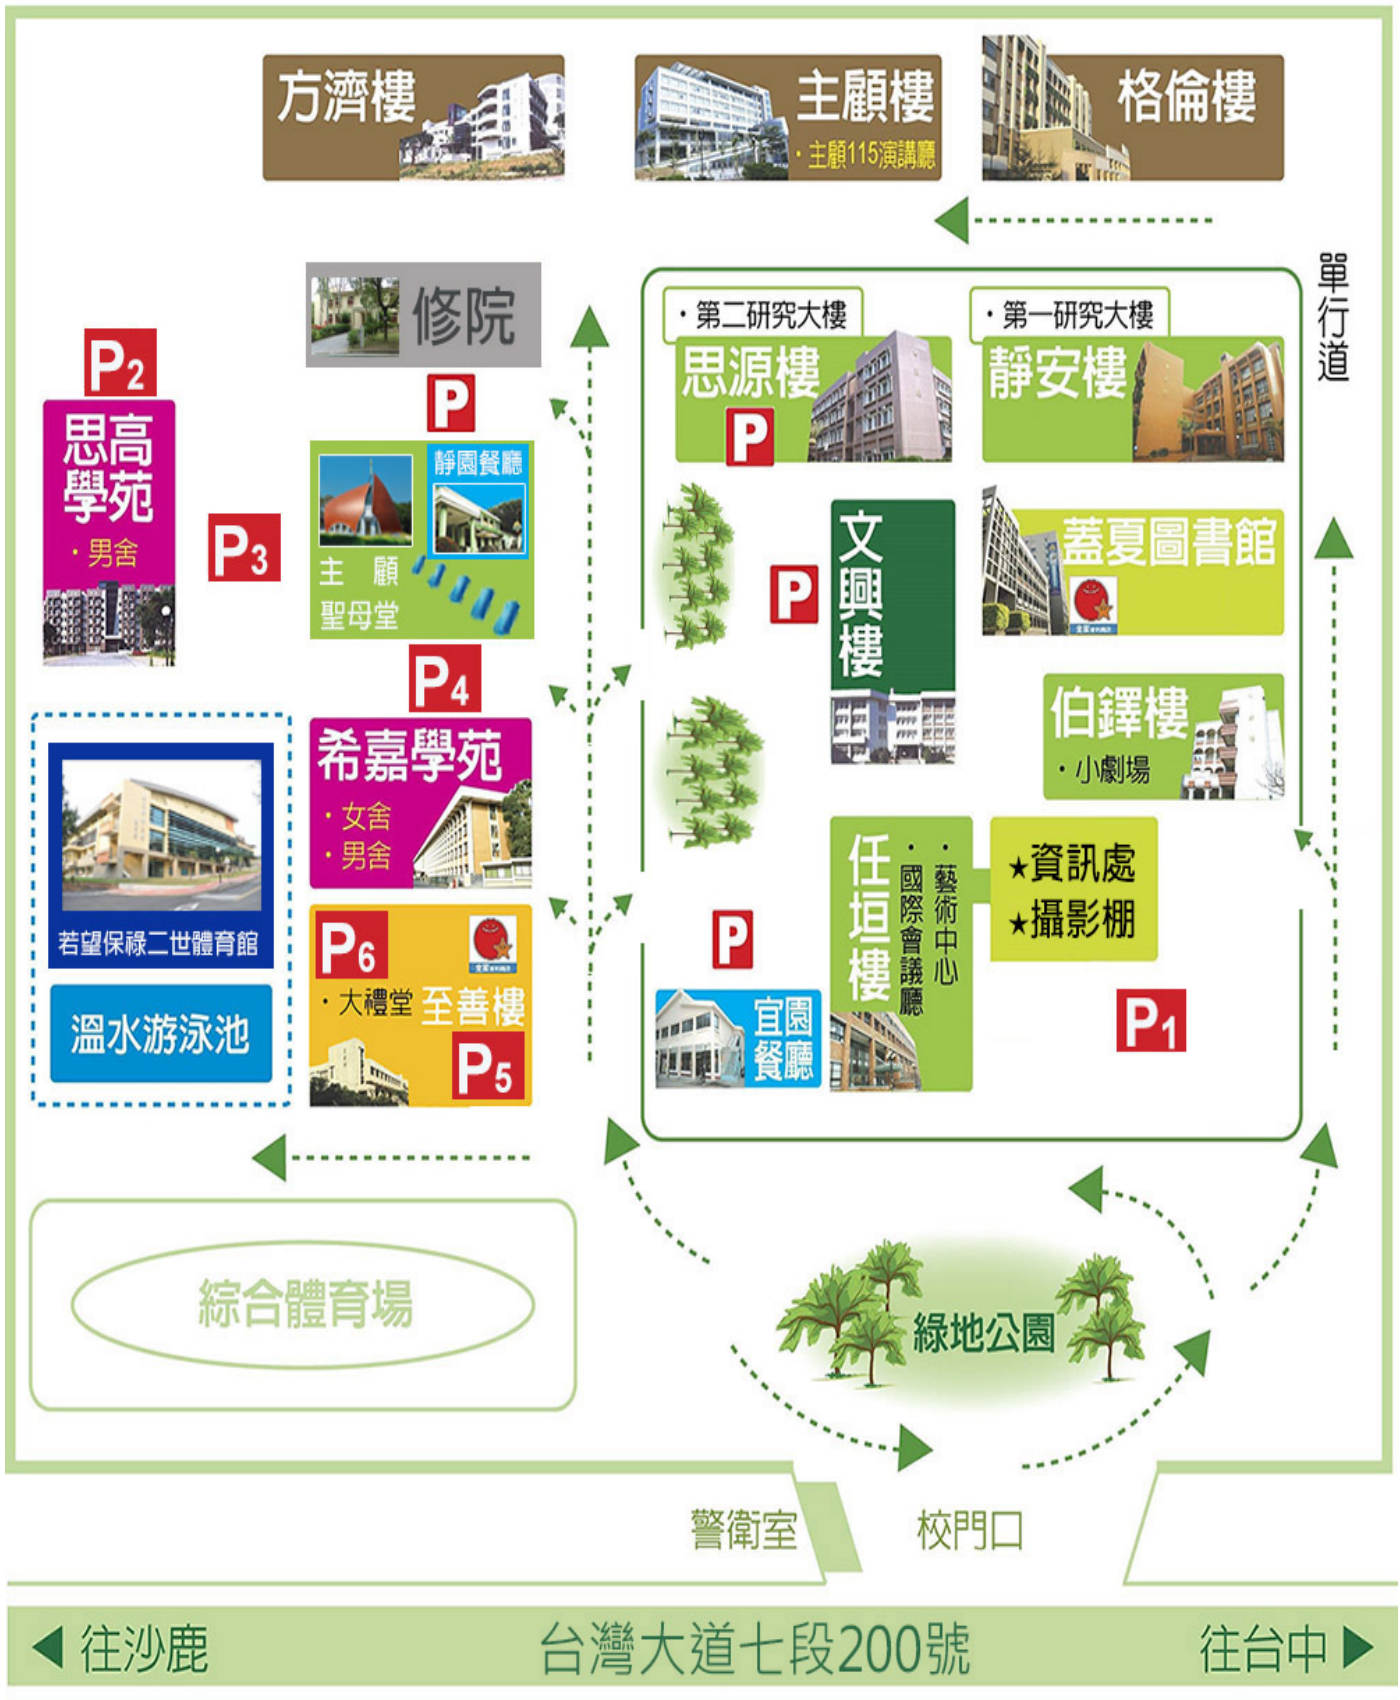 方濟樓
主顧樓
・主顧115演講廳
格倫樓
單行道
修院
・第二研究大樓
思源樓
P
・第一研究大樓
靜安樓
P2
思高
學苑
・男舍
P
P3
靜園餐廳
主 顧
聖母堂
P
文興樓
蓋夏圖書館
P4
伯鐸樓
・小劇場
希嘉學苑
・女舍
・男舍
若望保祿二世體育館
溫水游泳池
P6
・大禮堂
至善樓
P5
P
宜園
餐廳
任垣樓
・國際會議廳
・藝術中心
★資訊處
★攝影棚
P1
綜合體育場
綠地公園
警衛室
校門口
往沙鹿
台灣大道七段200號
往台中